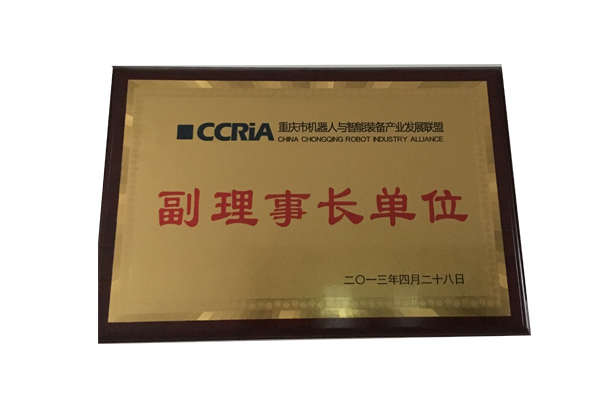 CCRiA 重庆市机器人与智能装备产业发展联盟
CHINA CHONGQING ROBOT INDUSTRY ALLIANCE
副理事长单位
二〇一三年四月二十八日